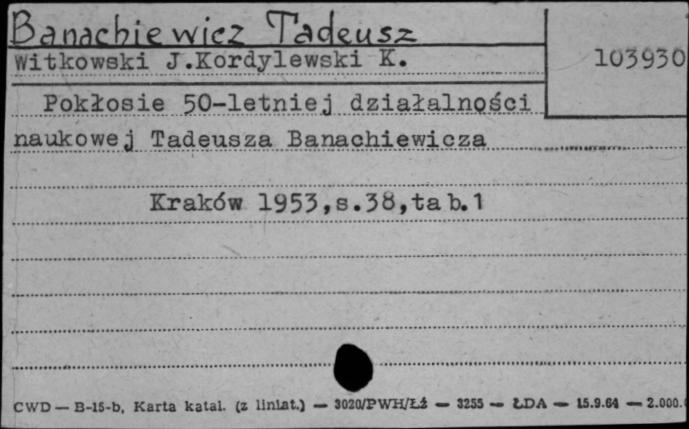 Banachiewicz Tadeusz
Witkowski J.Kordylewski K.
103930
Pokłosie 50-letniej działalności
naukowej Tadeusza Banachiewicza
Kraków 1953,s.38,tab.1
CWD — B-15-b, Karta katal. (z liniat.) — 3020/PWH/Łź — 3255 — ŁDA — 15.9.64 — 2.000.